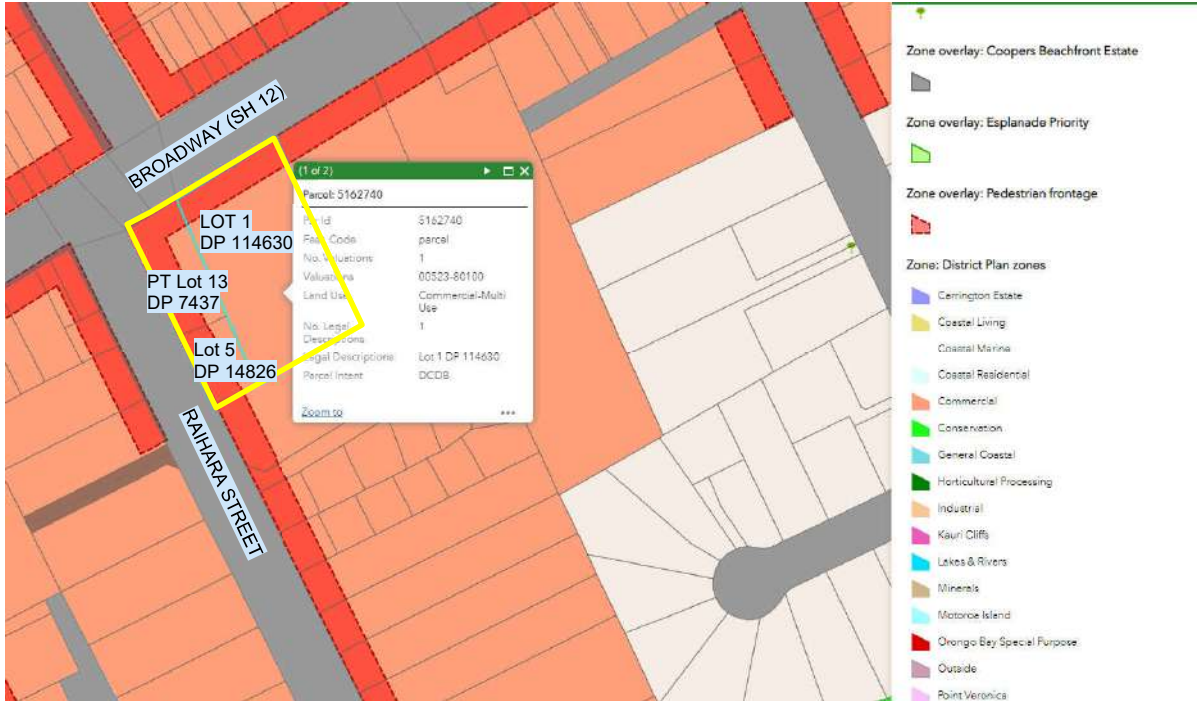 BROADWAY (SH 12)
LOT 1
DP 114630
PT Lot 13
DP 7437
Lot 5
DP 14826
RAIHARA STREET
(1 of 2)
Parcel: 5162740
Par Id 5162740
Feat Code parcel
No. Valuations 1
Valuations 00523-80100
Land Use Commercial-Multi
Use
No. Legal 1
Descriptions
Legal Descriptions Lot 1 DP 114630
Parcel Intent DCDB
Zoom to
Zone overlay: Coopers Beachfront Estate
Zone overlay: Esplanade Priority
Zone overlay: Pedestrian frontage
Zone: District Plan zones
Carrington Estate
Coastal Living
Coastal Marine
Coastal Residential
Commercial
Conservation
General Coastal
Horticultural Processing
Industrial
Kauri Cliffs
Lakes & Rivers
Minerals
Motoroa Island
Orongo Bay Special Purpose
Outside
Point Veronica